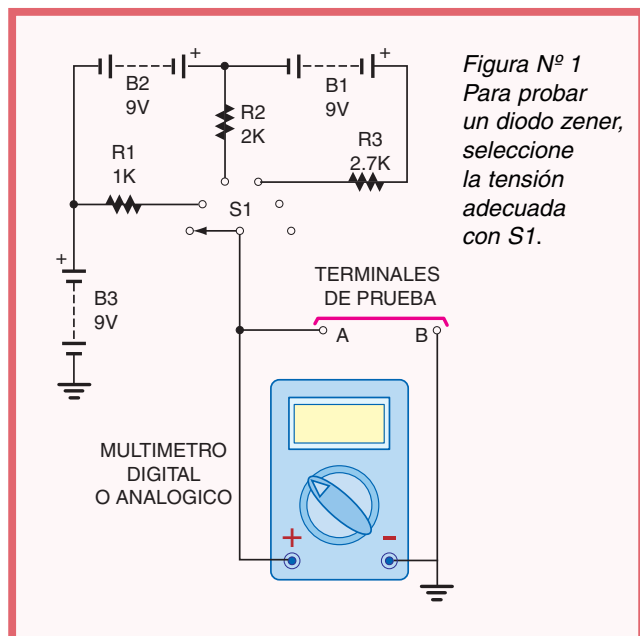 +
+
B2
9V
B1
9V
R2
2K
R3
2.7K
R1
1K
S1
+
B3
9V
Figura Nº 1
Para probar
un diodo zener,
seleccione
la tensión
adecuada
con S1.
TERMINALES
DE PRUEBA
A
B
MULTIMETRO
DIGITAL
O ANALOGICO
+
-